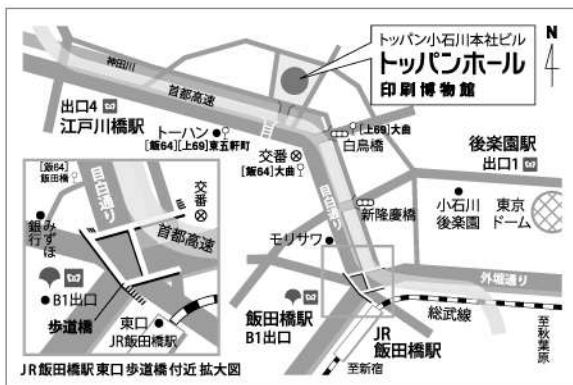 トッパン小石川本社ビル
トッパンホール
印刷博物館
N
神田川
首都高速
出口4
江戸川橋駅
トーハン
[飯64][上69]東五軒町
[上69]大曲
白鳥橋
交番
[飯64]大曲
後楽園駅
出口1
目白通り
新隆慶橋
小石川
後楽園
東京
ドーム
モリサワ
外堀通り
飯田橋駅
B1出口
JR
飯田橋駅
総武線
至秋葉原
至新宿
[飯64]
飯田橋
目白通り
交番
みずほ
銀行
首都高速
B1出口
歩道橋
東口
JR飯田橋駅
JR飯田橋駅東口歩道橋付近 拡大図